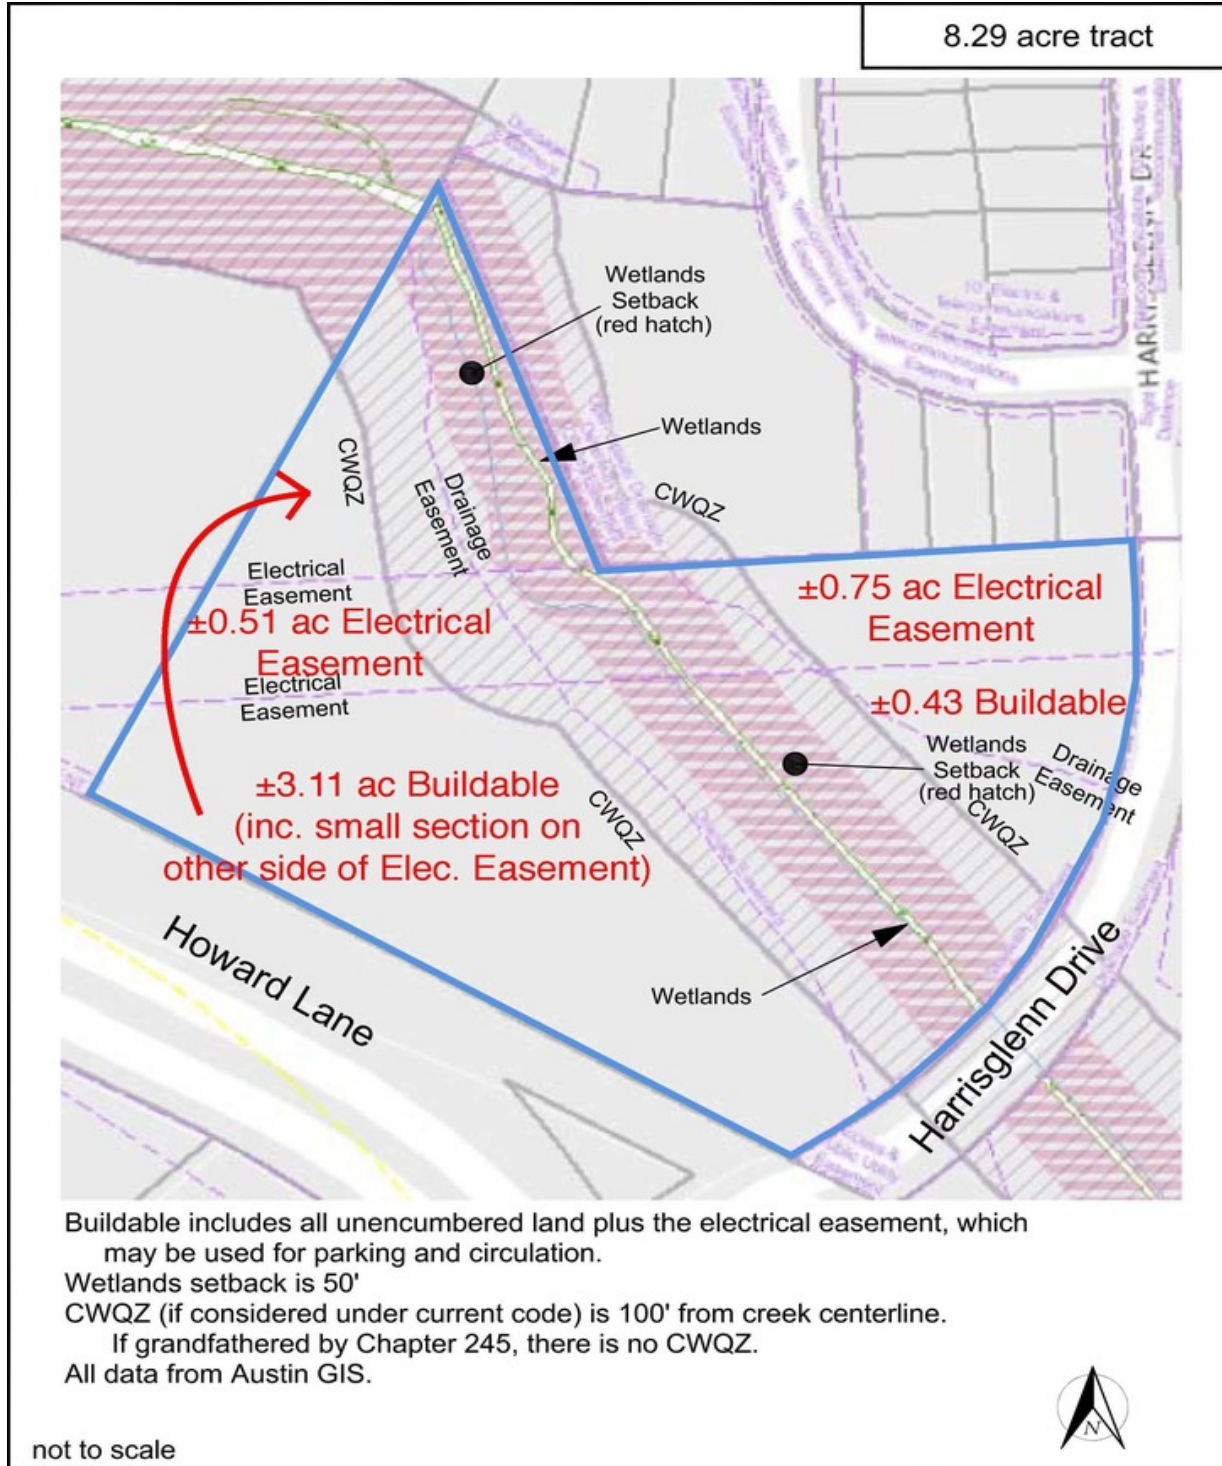 8.29 acre tract
Wetlands
Setback
(red hatch)
Wetlands
CWQZ
CWQZ
Drainage
Easement
Electrical
Easement
±0.51 ac Electrical
Easement
Electrical
Easement
±0.75 ac Electrical
Easement
±0.43 Buildable
Wetlands
Setback
(red hatch)
Drainage
Easement
CWQZ
CWQZ
±3.11 ac Buildable
(inc. small section on
other side of Elec. Easement)
Wetlands
Howard Lane
Harrisglenn Drive
Buildable includes all unencumbered land plus the electrical easement, which
may be used for parking and circulation.
Wetlands setback is 50'
CWQZ (if considered under current code) is 100' from creek centerline.
If grandfathered by Chapter 245, there is no CWQZ.
All data from Austin GIS.
N
not to scale